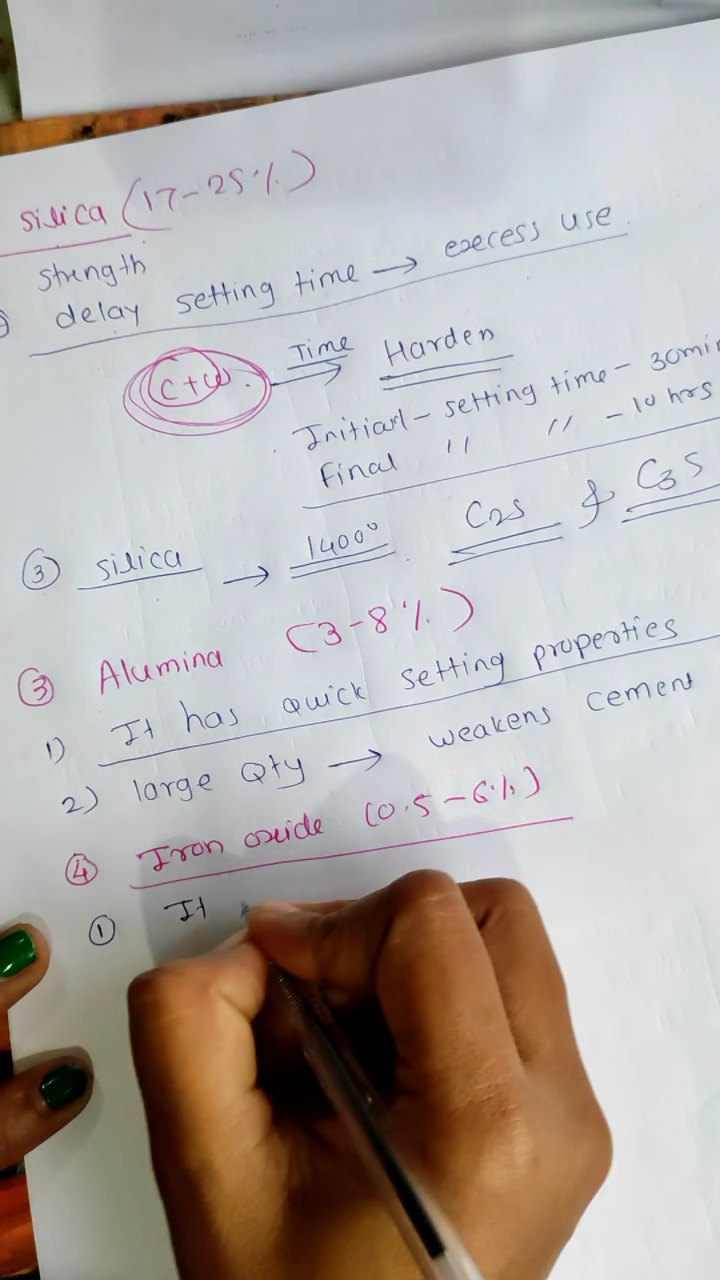 silica (17-25%)
strength
delay setting time → execess use.
C+W. Time → Harden
Initial - setting time - 30min
Final 〃 〃 - 10 hrs
③ silica → 1400° C2S & C3S
③ Alumina (3-8%)
1) It has quick setting properties
2) large Qty → weakens cement
④ Iron oxide (0.5-6%)
① It